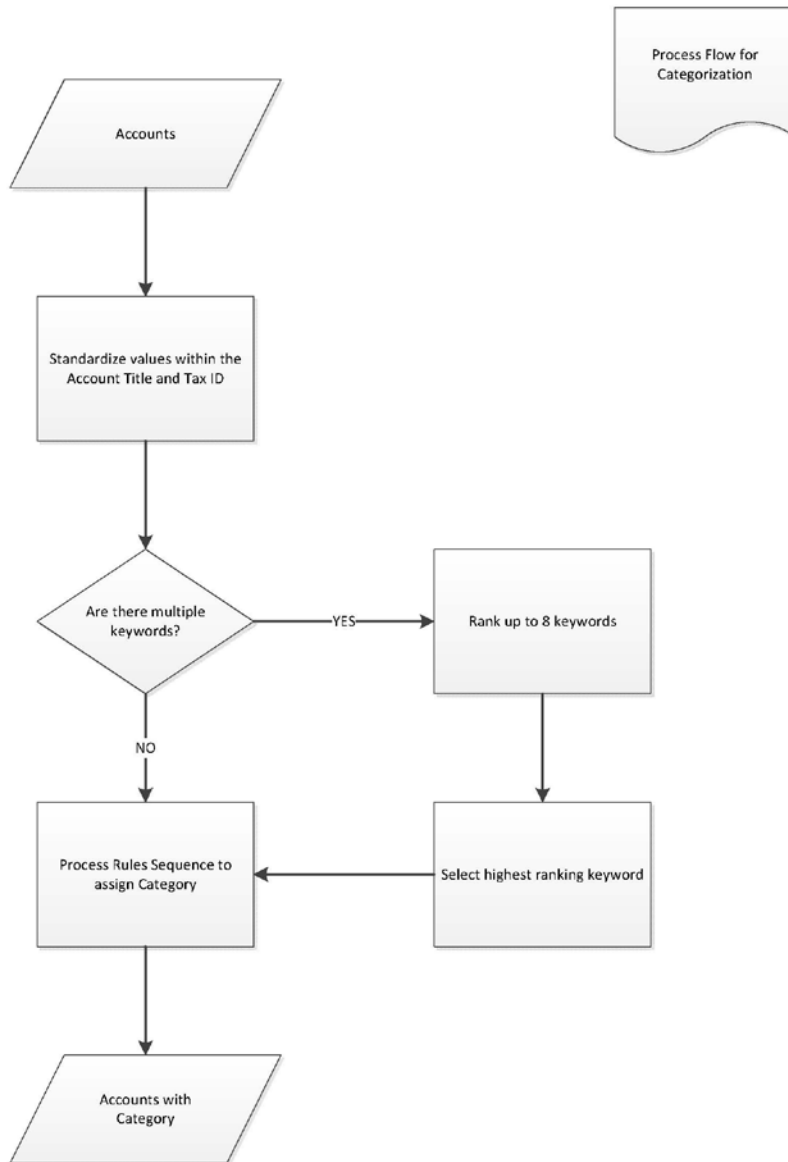 Process Flow for
Categorization
Accounts
Standardize values within the
Account Title and Tax ID
Are there multiple
keywords?
YES
Rank up to 8 keywords
NO
Process Rules Sequence to
assign Category
Select highest ranking keyword
Accounts with
Category